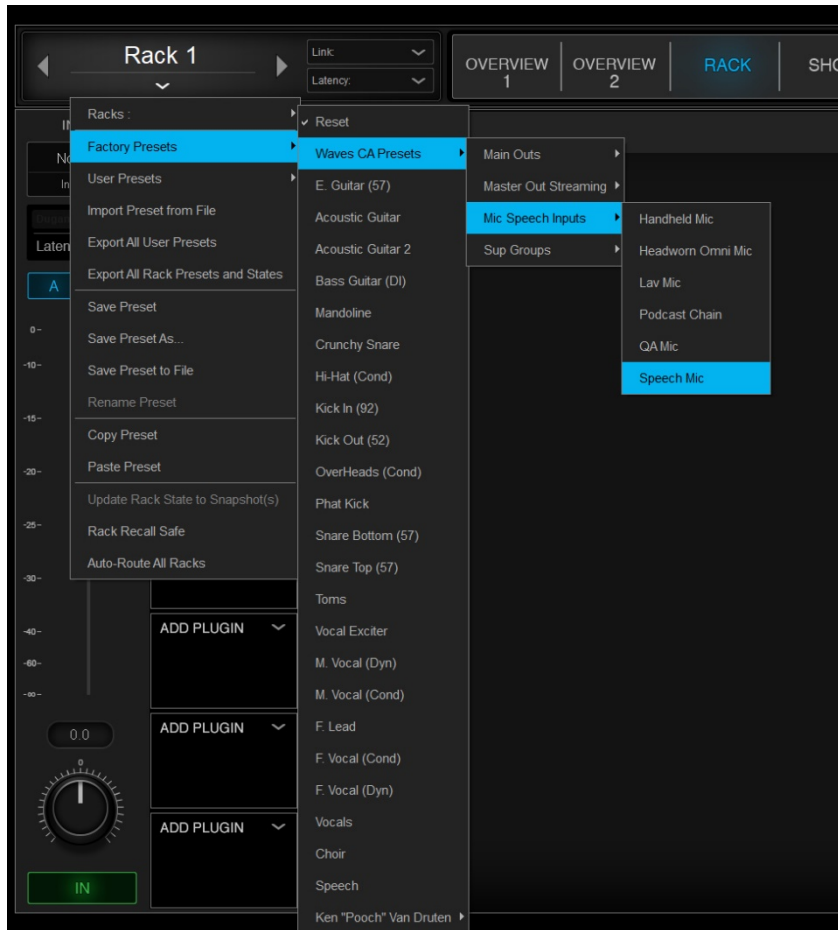 Rack 1
Link:
Latency:
OVERVIEW 1
OVERVIEW 2
RACK
Racks :
Factory Presets
User Presets
Import Preset from File
Export All User Presets
Export All Rack Presets and States
Save Preset
Save Preset As...
Save Preset to File
Rename Preset
Copy Preset
Paste Preset
Update Rack State to Snapshot(s)
Rack Recall Safe
Auto-Route All Racks
Reset
Waves CA Presets
E. Guitar (57)
Acoustic Guitar
Acoustic Guitar 2
Bass Guitar (DI)
Mandoline
Crunchy Snare
Hi-Hat (Cond)
Kick In (92)
Kick Out (52)
OverHeads (Cond)
Phat Kick
Snare Bottom (57)
Snare Top (57)
Toms
Vocal Exciter
M. Vocal (Dyn)
M. Vocal (Cond)
F. Lead
F. Vocal (Cond)
F. Vocal (Dyn)
Vocals
Choir
Speech
Ken "Pooch" Van Druten
Main Outs
Master Out Streaming
Mic Speech Inputs
Sup Groups
Handheld Mic
Headworn Omni Mic
Lav Mic
Podcast Chain
QA Mic
Speech Mic
A
0-
-10-
-15-
-20-
-25-
-30-
-40-
-60-
-∞-
0.0
0
IN
ADD PLUGIN
ADD PLUGIN
ADD PLUGIN